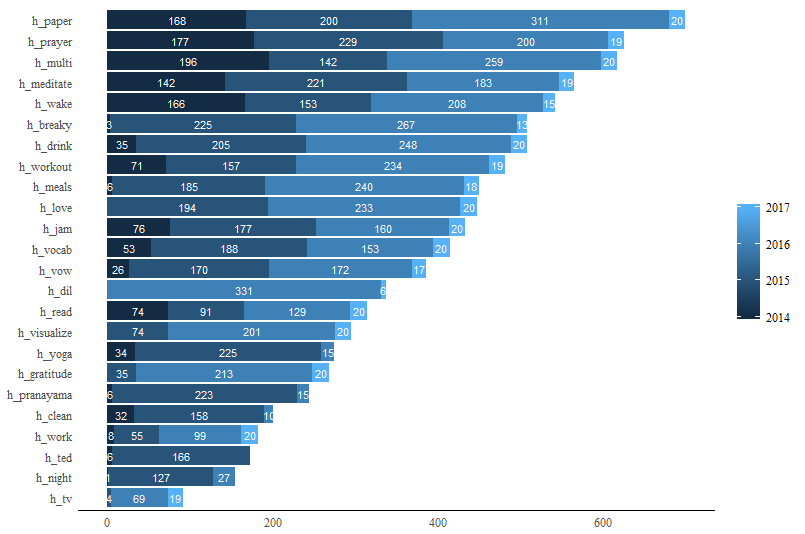 h_paper 168 200 311 20
h_prayer 177 229 200 19
h_multi 196 142 259 20
h_meditate 142 221 183 19
h_wake 166 153 208 15
h_breaky 3 225 267 13
h_drink 35 205 248 20
h_workout 71 157 234 19
h_meals 6 185 240 18
h_love 194 233 20
h_jam 76 177 160 20
h_vocab 53 188 153 20
h_vow 26 170 172 17
h_dil 331 6
h_read 74 91 129 20
h_visualize 74 201 20
h_yoga 34 225 15
h_gratitude 35 213 20
h_pranayama 6 223 15
h_clean 32 158 10
h_work 8 55 99 20
h_ted 6 166
h_night 1 127 27
h_tv 4 69 19
0 200 400 600
2017
2016
2015
2014